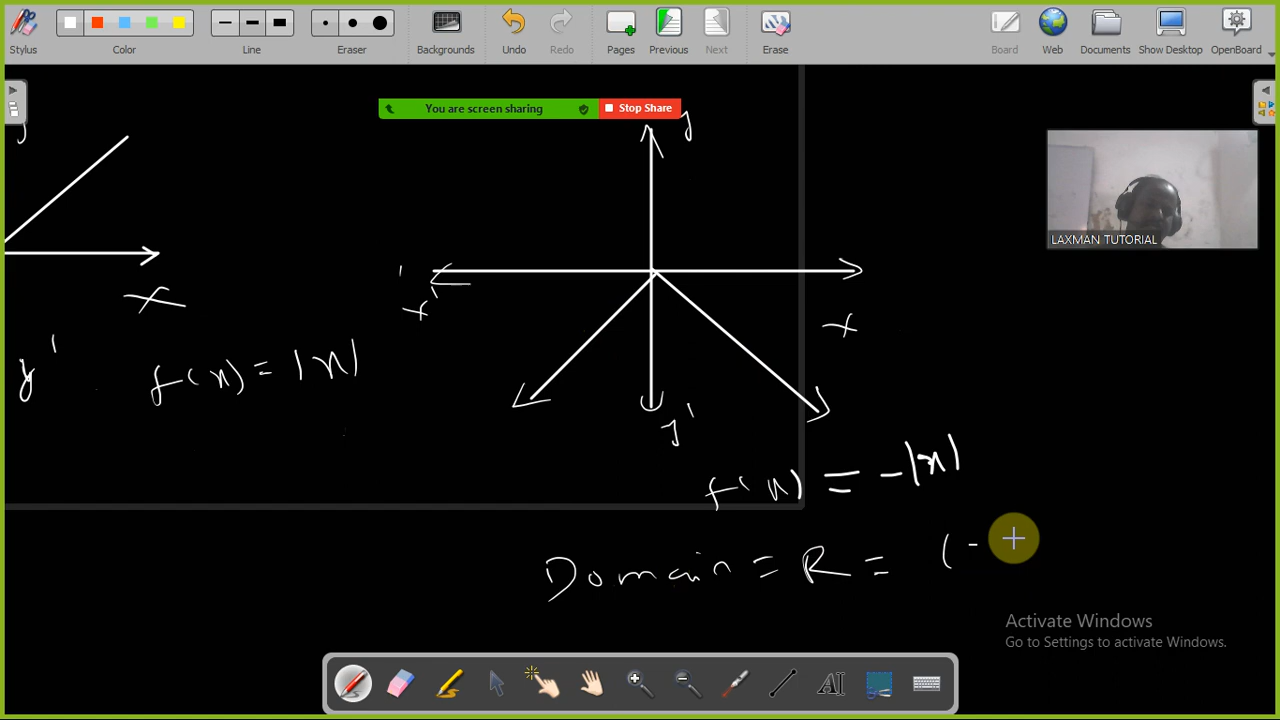 Stylus
Color
Line
Eraser
Backgrounds
Undo
Redo
Pages
Previous
Next
Erase
Board
Web
Documents
Show Desktop
OpenBoard
You are screen sharing
Stop Share
y
y
LAXMAN TUTORIAL
x
x'
x
y'
f(x) = |x|
y'
f(x) = -|x|
Domain = R = (-
Activate Windows
Go to Settings to activate Windows.